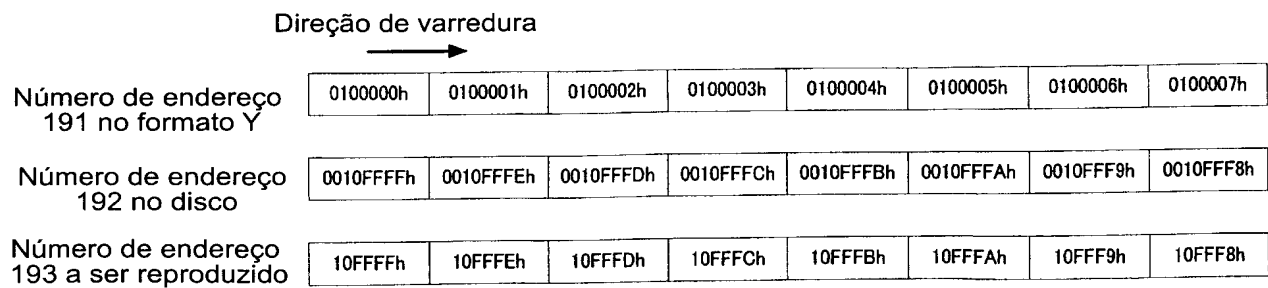 Direção de varredura
Número de endereço 191 no formato Y
0100000h 0100001h 0100002h 0100003h 0100004h 0100005h 0100006h 0100007h
Número de endereço 192 no disco
0010FFFFh 0010FFFEh 0010FFFDh 0010FFFCh 0010FFFBh 0010FFFAh 0010FFF9h 0010FFF8h
Número de endereço 193 a ser reproduzido
10FFFFh 10FFFEh 10FFFDh 10FFFCh 10FFFBh 10FFFAh 10FFF9h 10FFF8h